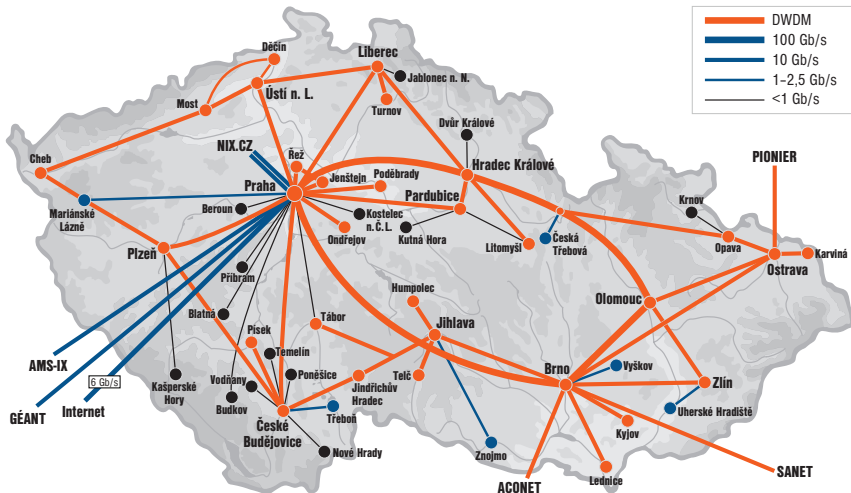 DWDM
100 Gb/s
10 Gb/s
1–2,5 Gb/s
<1 Gb/s
Děčín
Liberec
Jablonec n. N.
Ústí n. L.
Most
Turnov
Dvůr Králové
NIX.CZ
Řež
Cheb
Jenštejn
Poděbrady
Hradec Králové
PIONIER
Praha
Pardubice
Mariánské
Lázně
Beroun
Kostelec
n.Č.L.
Krnov
Ondřejov
Kutná Hora
Litomyšl
Česká
Třebová
Opava
Karviná
Plzeň
Ostrava
Příbram
Olomouc
Humpolec
Blatná
Tábor
Jihlava
Písek
Temelín
AMS-IX
Vyškov
Brno
Zlín
6 Gb/s
Vodňany
Poněšice
Telč
Kašperské
Hory
Jindřichův
Hradec
GÉANT
Internet
Budkov
České
Budějovice
Třeboň
Uherské Hradiště
Kyjov
Nové Hrady
Znojmo
Lednice
SANET
ACONET